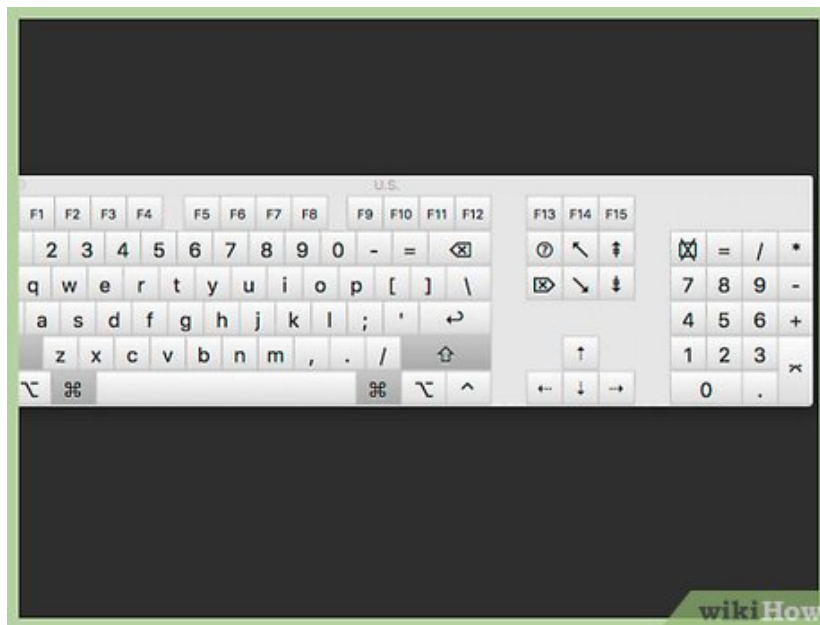 U.S.
F1 F2 F3 F4 F5 F6 F7 F8 F9 F10 F11 F12 F13 F14 F15
2 3 4 5 6 7 8 9 0 - = ⌫ ? ↖ ⇞ ⌧ = / *
q w e r t y u i o p [ ] \ ⌦ ↘ ⇟ 7 8 9 -
a s d f g h j k l ; ' ↩ 4 5 6 +
z x c v b n m , . / ⇧ ↑ 1 2 3 ⌤
⌥ ⌘ ⌘ ⌥ ^ ← ↓ → 0 .
wikiHow